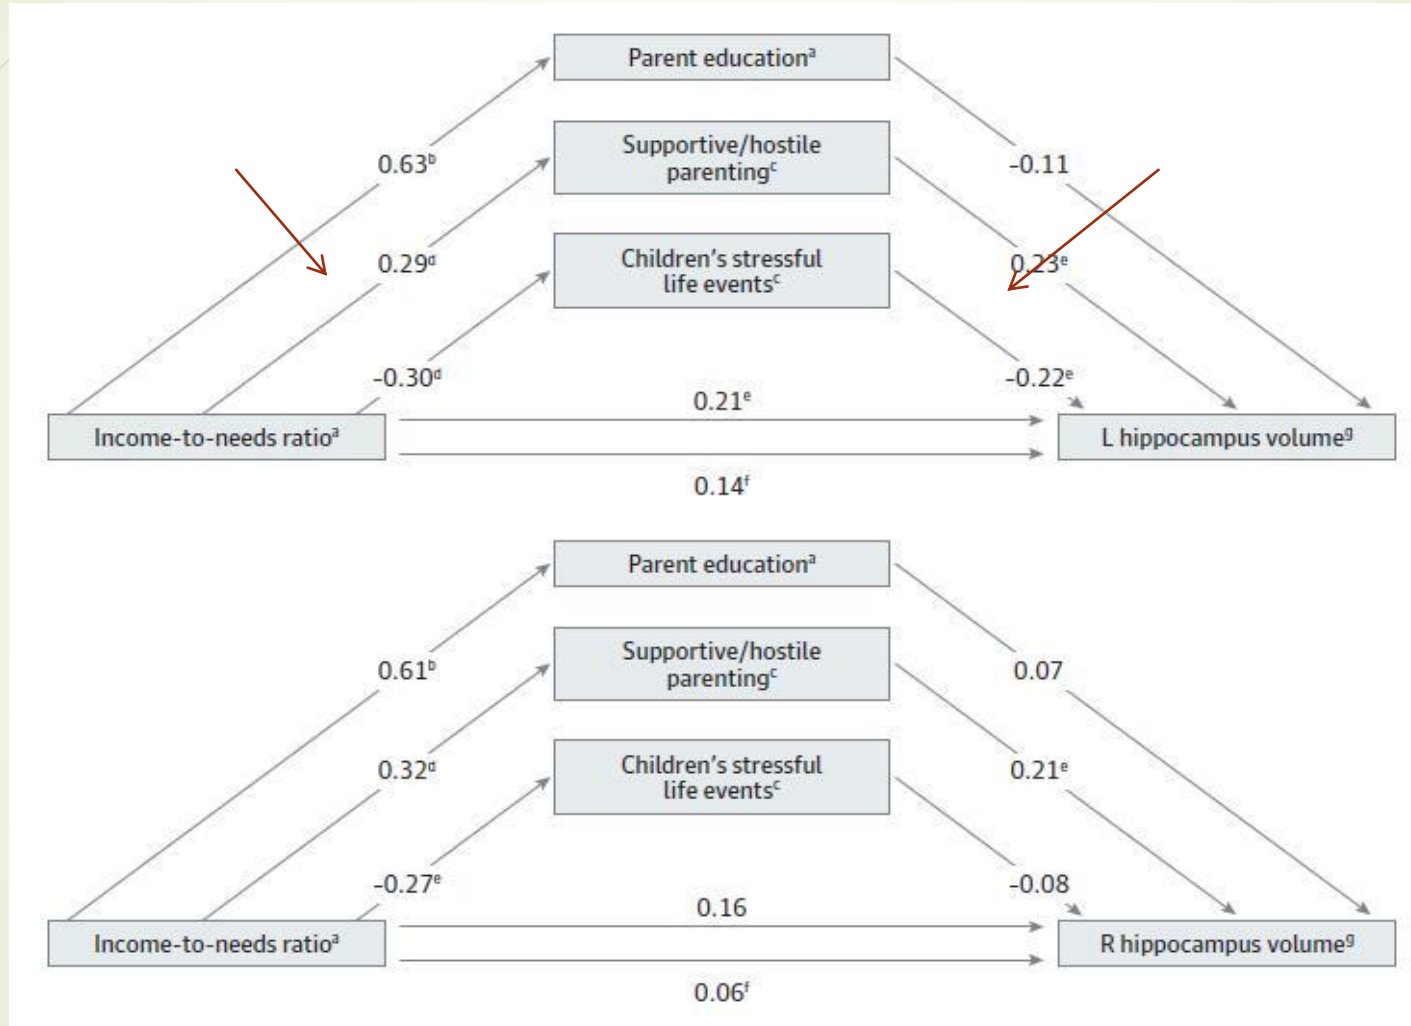 Parent educationᵃ
Supportive/hostile
parentingᶜ
Children's stressful
life eventsᶜ
0.63ᵇ
-0.11
0.29ᵈ
0.23ᵉ
-0.30ᵈ
-0.22ᵉ
0.21ᵉ
Income-to-needs ratioᵃ
L hippocampus volumeᵍ
0.14ᶠ
Parent educationᵃ
Supportive/hostile
parentingᶜ
Children's stressful
life eventsᶜ
0.61ᵇ
0.07
0.32ᵈ
0.21ᵉ
-0.27ᵉ
-0.08
0.16
Income-to-needs ratioᵃ
R hippocampus volumeᵍ
0.06ᶠ